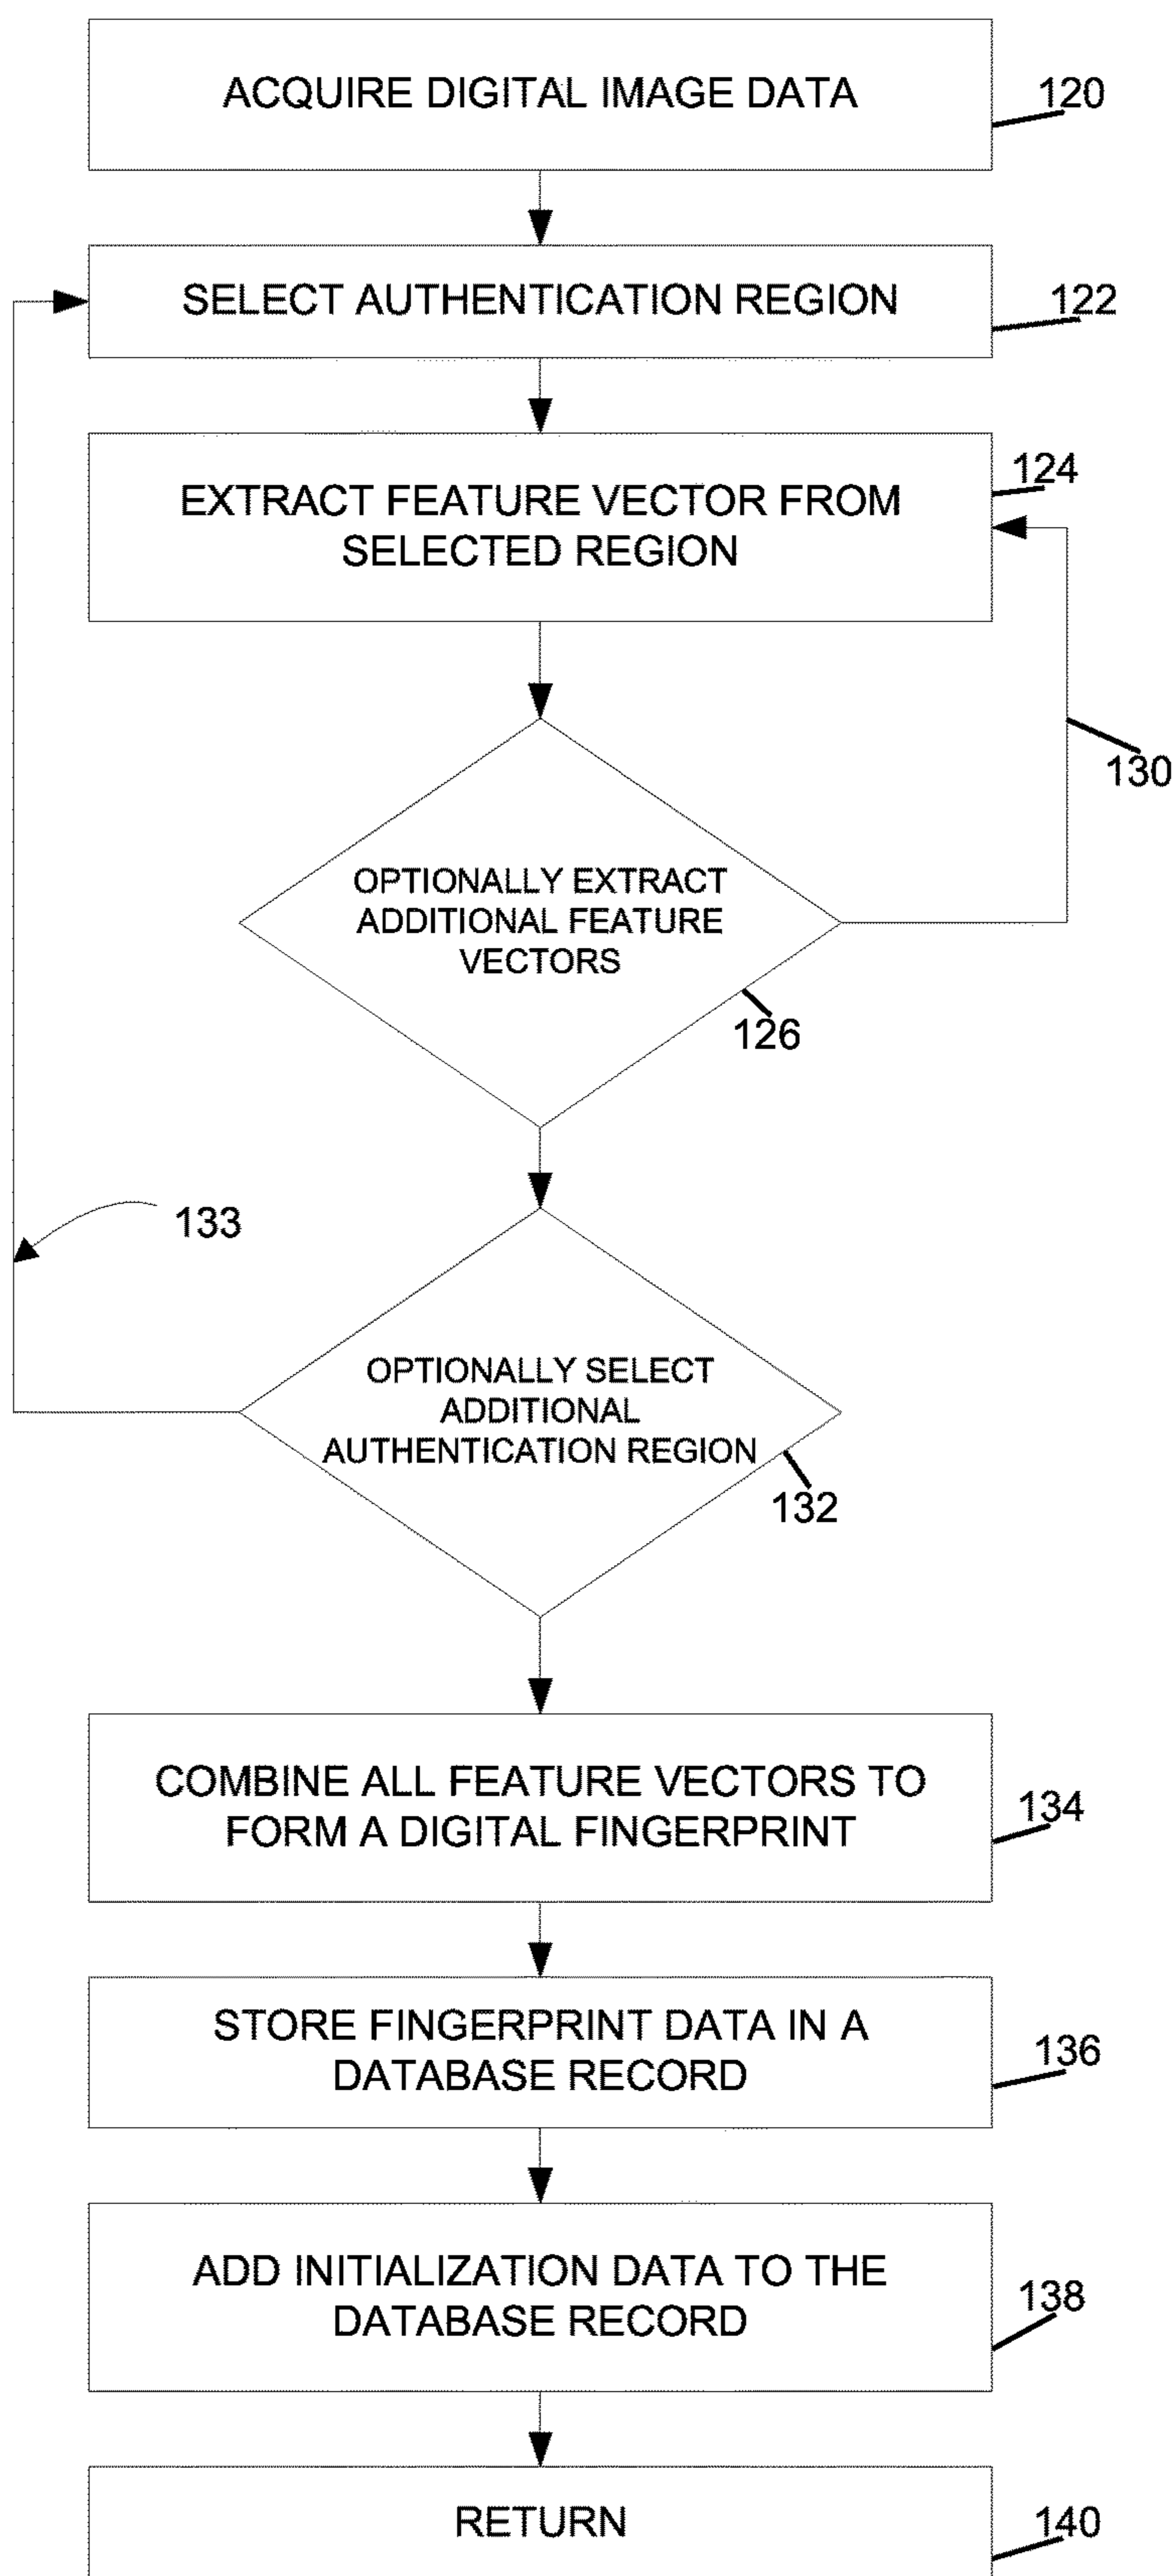 ACQUIRE DIGITAL IMAGE DATA
120
SELECT AUTHENTICATION REGION
122
EXTRACT FEATURE VECTOR FROM
SELECTED REGION
124
130
OPTIONALLY EXTRACT
ADDITIONAL FEATURE
VECTORS
126
133
OPTIONALLY SELECT
ADDITIONAL
AUTHENTICATION REGION
132
COMBINE ALL FEATURE VECTORS TO
FORM A DIGITAL FINGERPRINT
134
STORE FINGERPRINT DATA IN A
DATABASE RECORD
136
ADD INITIALIZATION DATA TO THE
DATABASE RECORD
138
RETURN
140